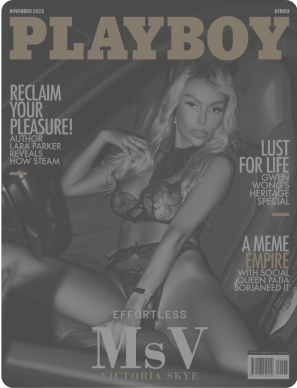 NOVEMBER 2025
AFRICA
PLAYBOY
RECLAIM
YOUR
PLEASURE!
AUTHOR
LARA PARKER
REVEALS
HOW STEAM
LUST
FOR LIFE
GWEN
WONG'S
HERITAGE
SPECIAL
A MEME
EMPIRE
WITH SOCIAL
QUEEN PATIA
BORJANEED IT
EFFORTLESS
MsV
VICTORIA SKYE